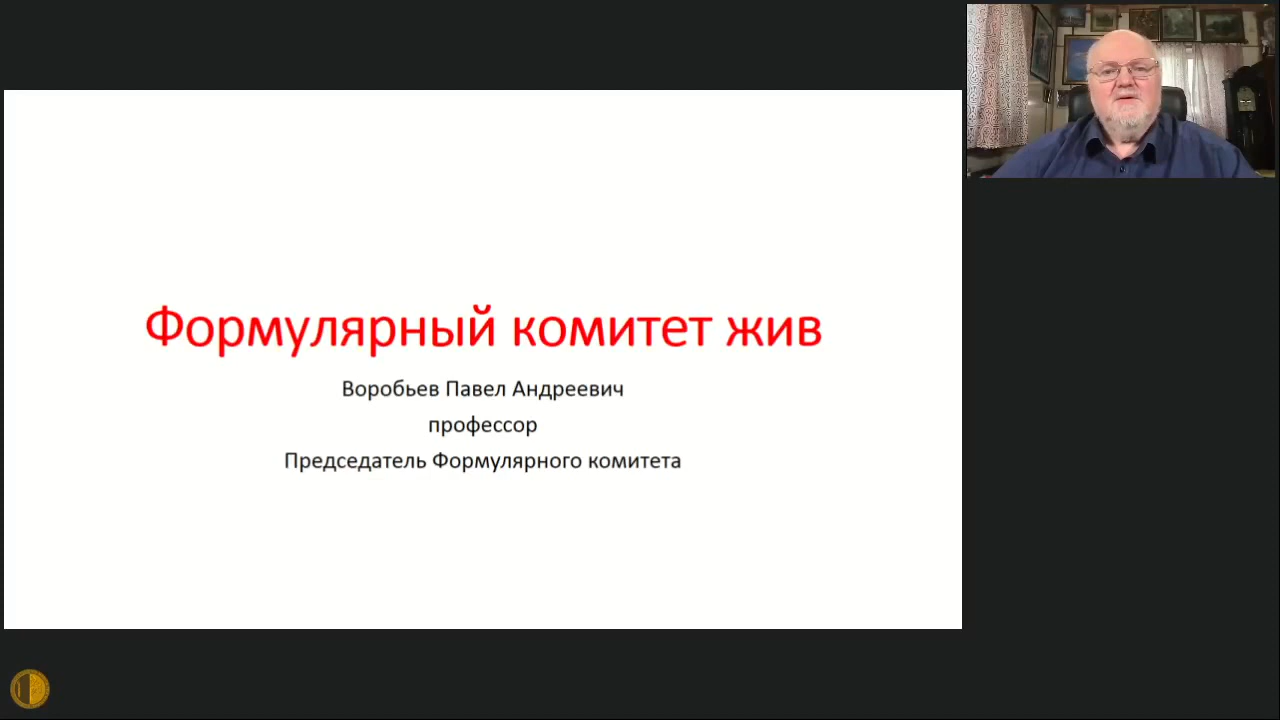 Формулярный комитет жив
Воробьев Павел Андреевич
профессор
Председатель Формулярного комитета